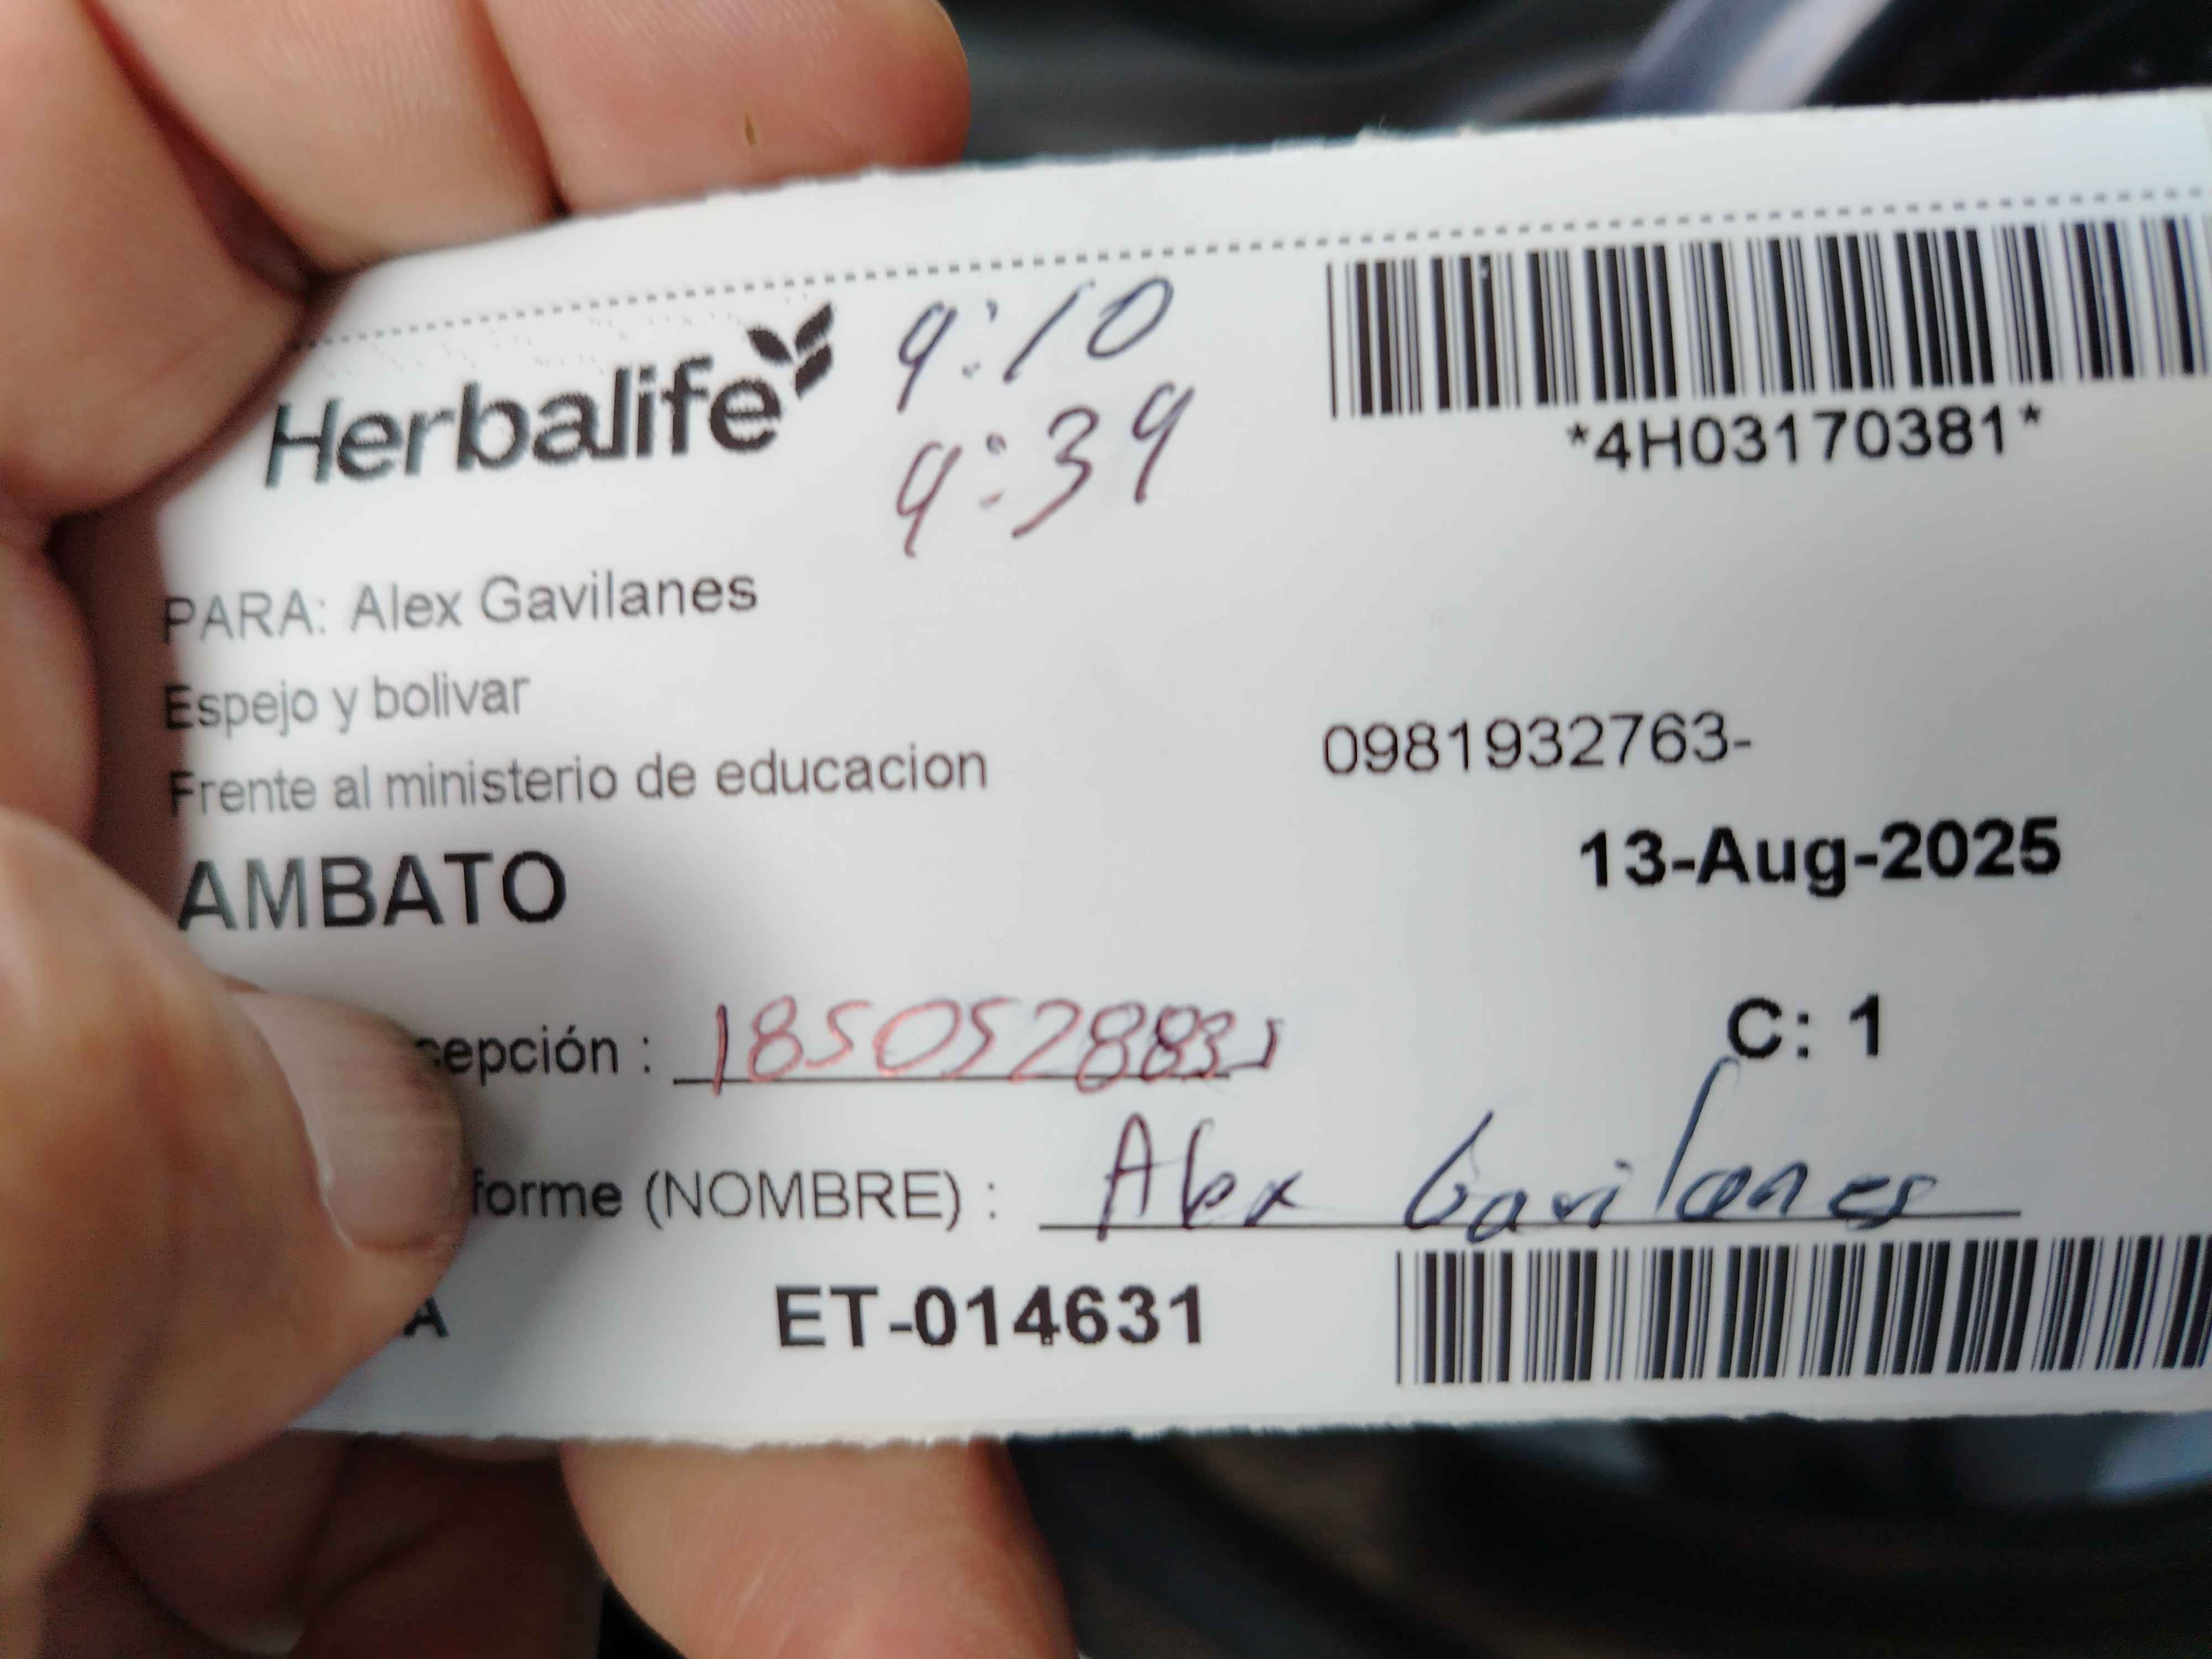 Herbalife
9:10
9:39
*4H03170381*
PARA: Alex Gavilanes
Espejo y bolivar
Frente al ministerio de educacion
0981932763-
AMBATO
13-Aug-2025
cepción :
C: 1
forme (NOMBRE) : Alex Gavilanes
A ET-014631